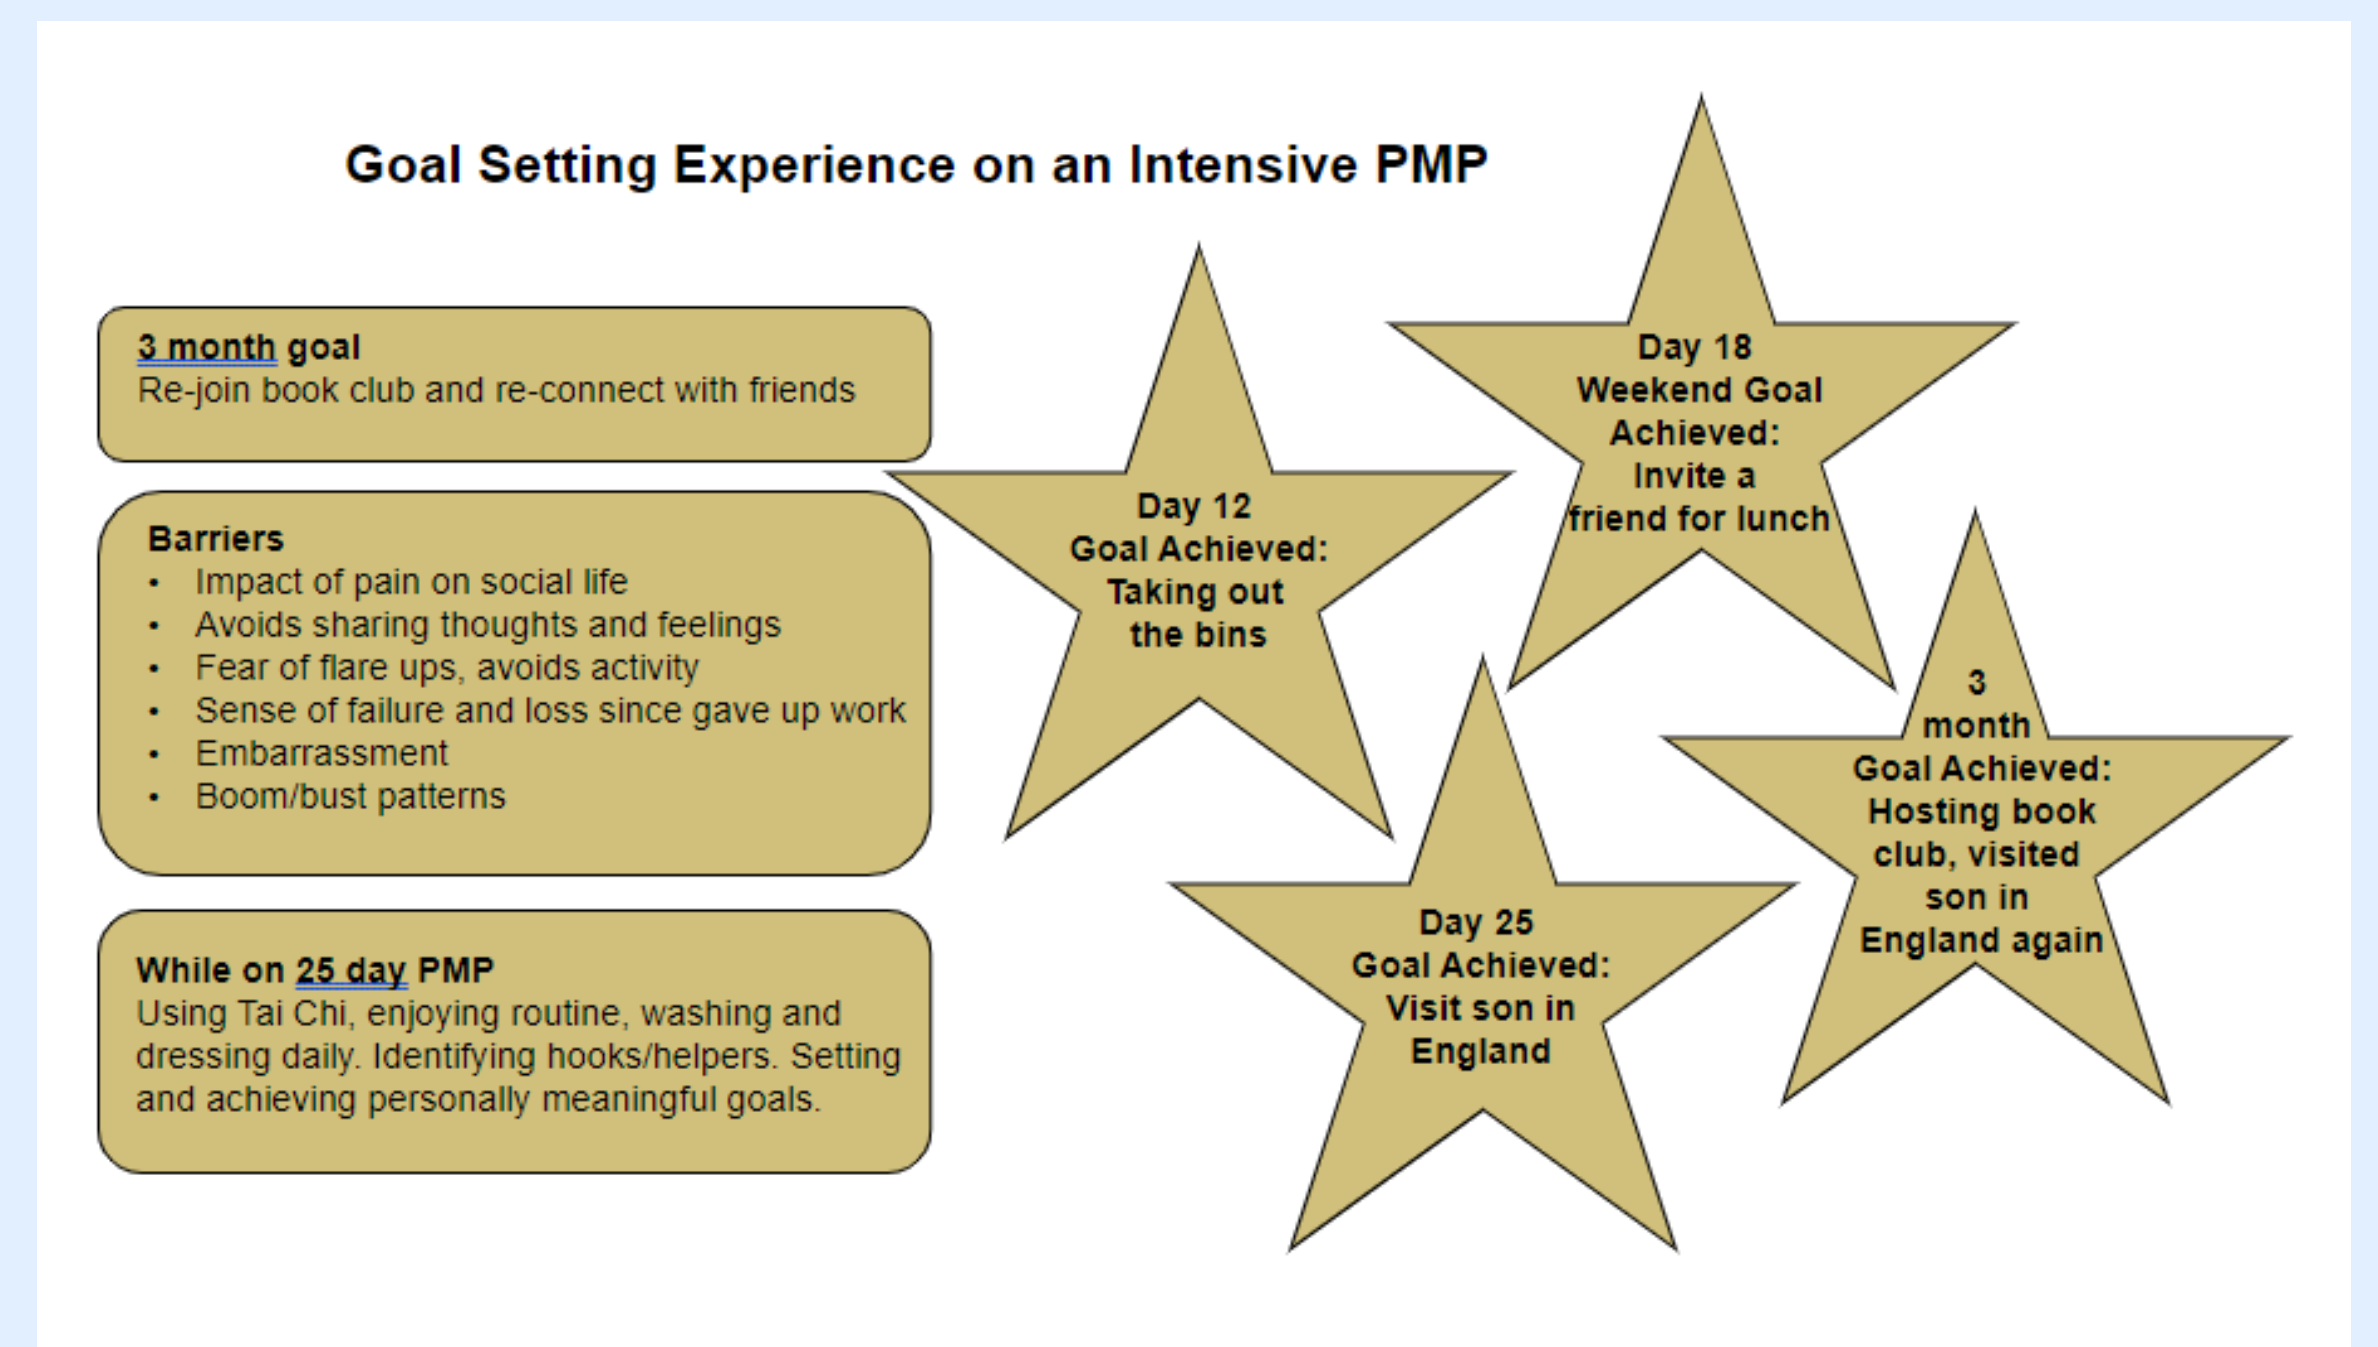 Goal Setting Experience on an Intensive PMP
3 month goal
Re-join book club and re-connect with friends
Barriers
• Impact of pain on social life
• Avoids sharing thoughts and feelings
• Fear of flare ups, avoids activity
• Sense of failure and loss since gave up work
• Embarrassment
• Boom/bust patterns
While on 25 day PMP
Using Tai Chi, enjoying routine, washing and
dressing daily. Identifying hooks/helpers. Setting
and achieving personally meaningful goals.
Day 12
Goal Achieved:
Taking out
the bins
Day 18
Weekend Goal
Achieved:
Invite a
friend for lunch
Day 25
Goal Achieved:
Visit son in
England
3
month
Goal Achieved:
Hosting book
club, visited
son in
England again